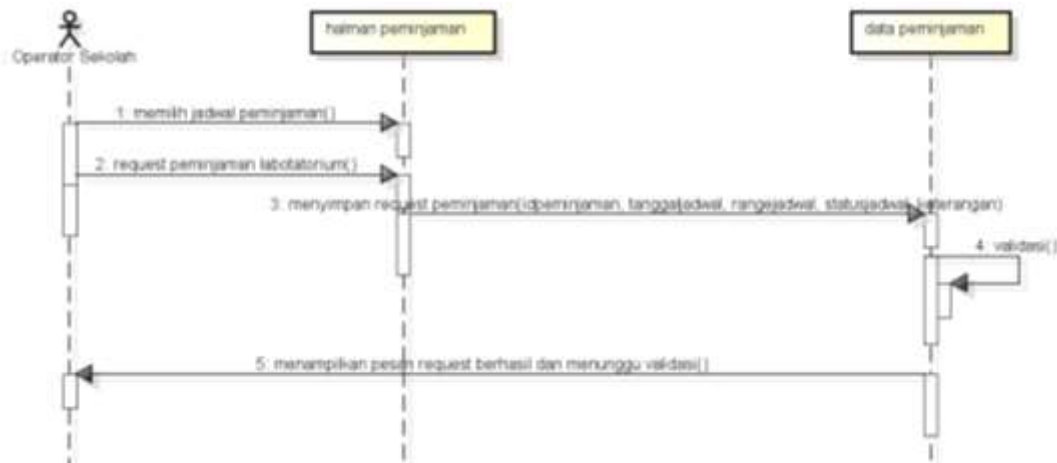 halman peminjaman
data peminjaman
Operator Sekolah
1: memilih jadwal peminjaman()
2: request peminjaman labotatorium()
3: menyimpan request peminjaman(idpeminjaman, tanggaljadwal, rangejadwal, statusjadwal, keterangan)
4: validasi()
5: menampilkan pesan request berhasil dan menunggu validasi()